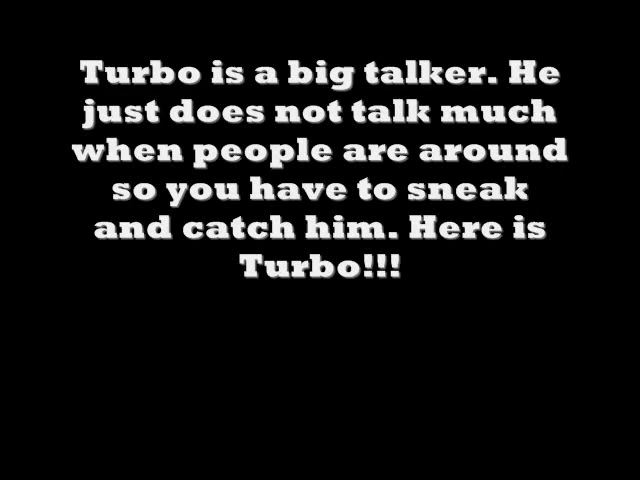 Turbo is a big talker. He
just does not talk much
when people are around
so you have to sneak
and catch him. Here is
Turbo!!!